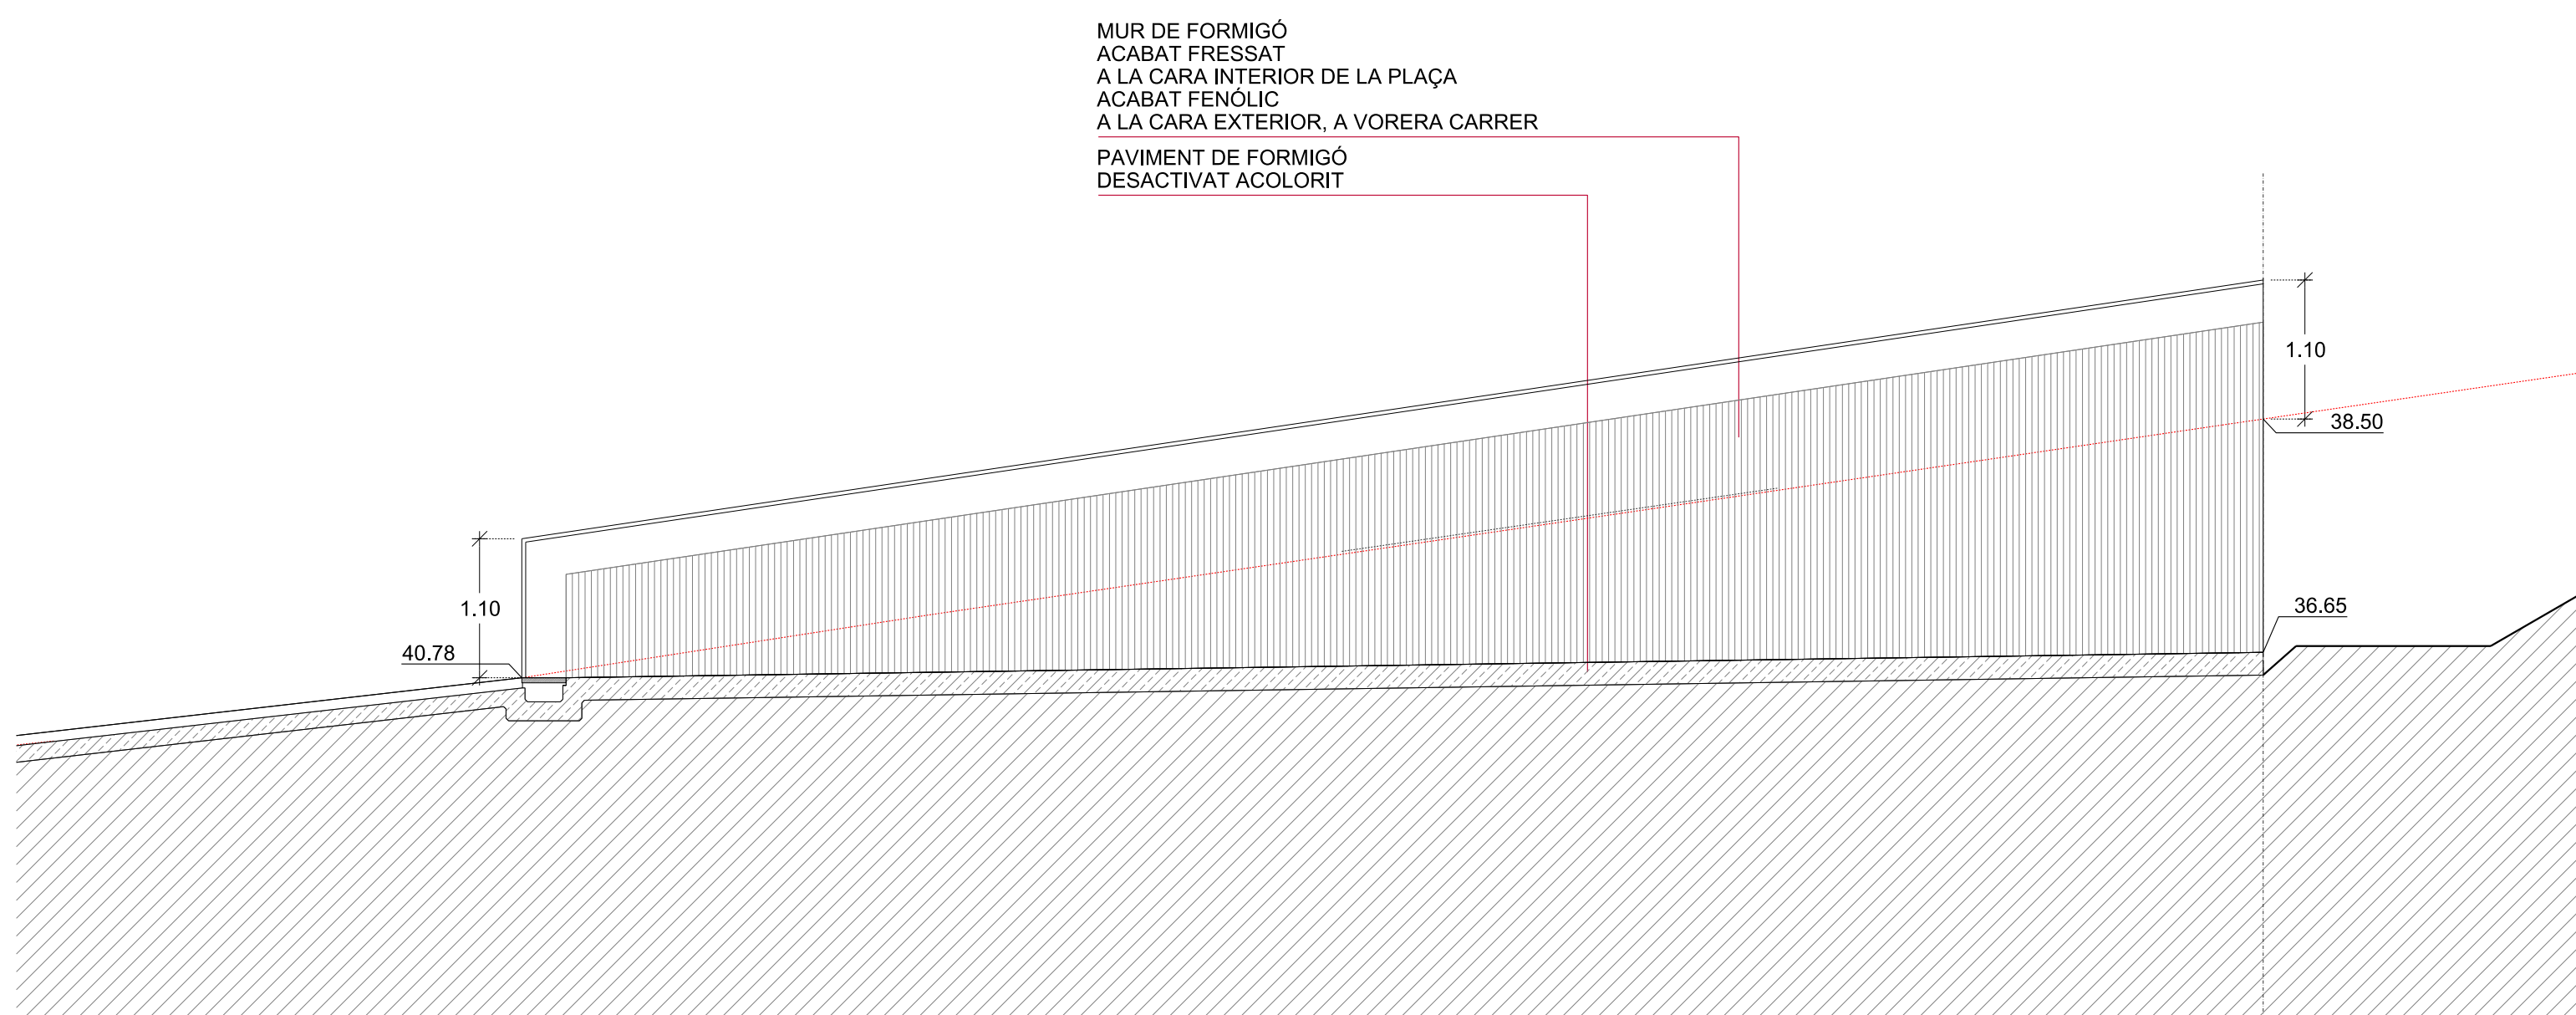 MUR DE FORMIGÓ
ACABAT FRESSAT
A LA CARA INTERIOR DE LA PLAÇA
ACABAT FENÓLIC
A LA CARA EXTERIOR, A VORERA CARRER
PAVIMENT DE FORMIGÓ
DESACTIVAT ACOLORIT
1.10
38.50
36.65
1.10
40.78